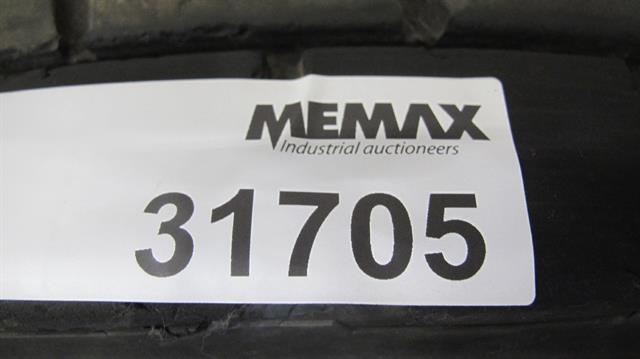 MEMAX
Industrial auctioneers
31705